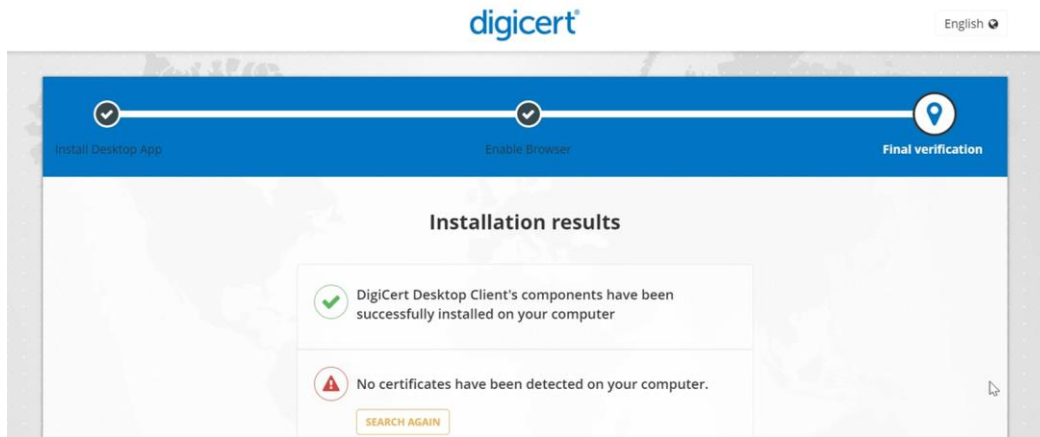 digicert®
English
Install Desktop App
Enable Browser
Final verification
Installation results
DigiCert Desktop Client's components have been
successfully installed on your computer
No certificates have been detected on your computer.
SEARCH AGAIN